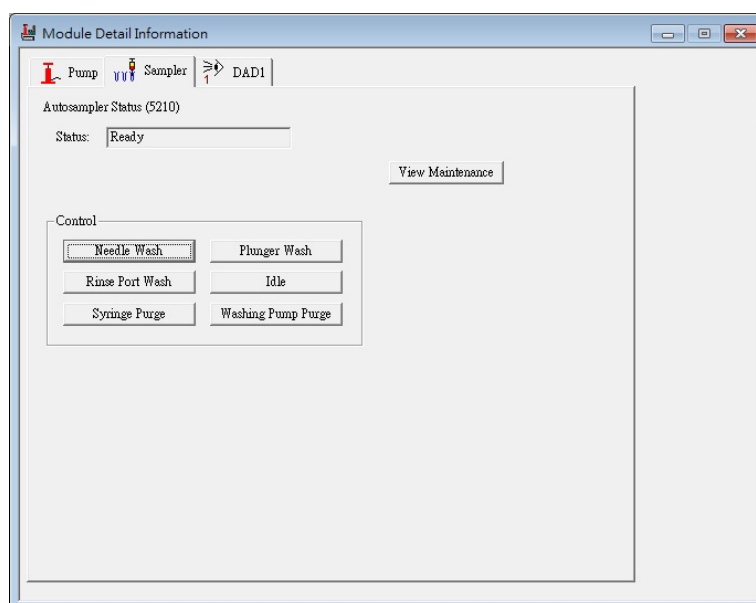 Module Detail Information
Pump
Sampler
1
DAD1
Autosampler Status (5210)
Status: Ready
View Maintenance
Control
Needle Wash Plunger Wash
Rinse Port Wash Idle
Syringe Purge Washing Pump Purge